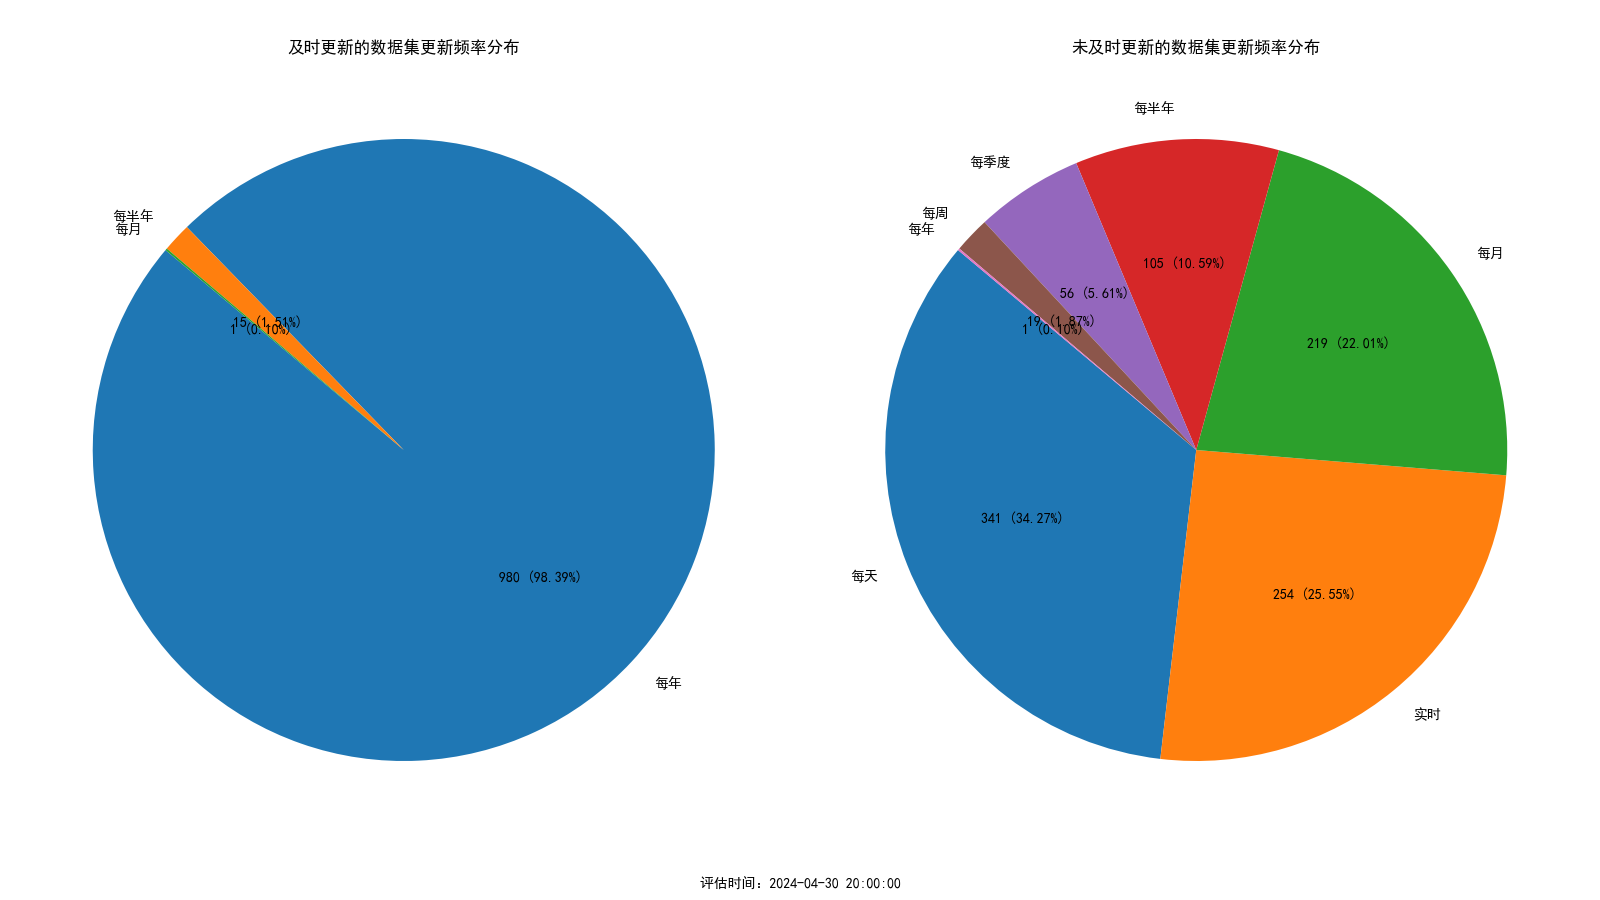 及时更新的数据集更新频率分布
每半年
每月
15 (1.51%)
1 (0.10%)
980 (98.39%)
每年
未及时更新的数据集更新频率分布
每半年
每季度
每周
每年
每月
105 (10.59%)
56 (5.61%)
19 (1.87%)
1 (0.10%)
219 (22.01%)
341 (34.27%)
每天
254 (25.55%)
实时
评估时间：2024-04-30 20:00:00